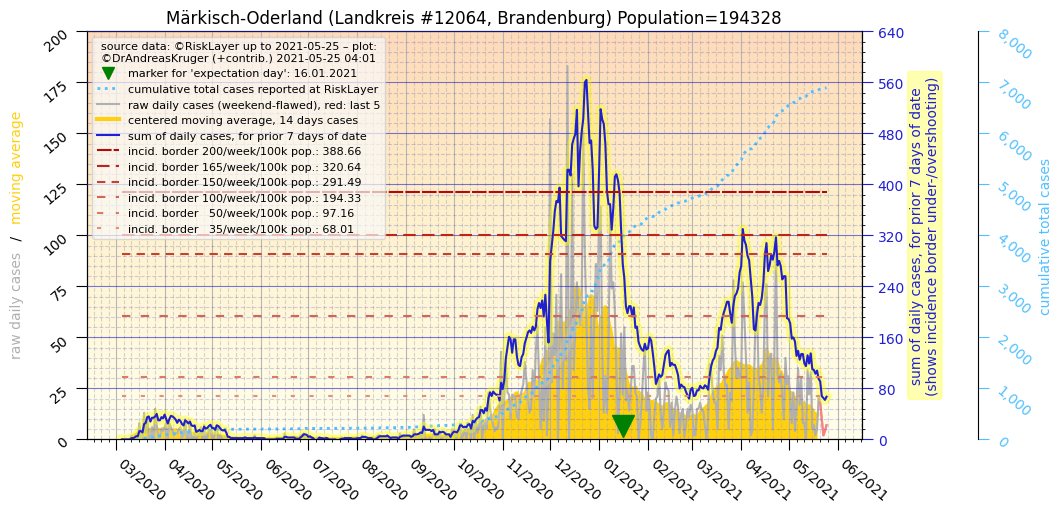 Märkisch-Oderland (Landkreis #12064, Brandenburg) Population=194328
source data: ©RiskLayer up to 2021-05-25 – plot:
©DrAndreasKruger (+contrib.) 2021-05-25 04:01
marker for 'expectation day': 16.01.2021
cumulative total cases reported at RiskLayer
raw daily cases (weekend-flawed), red: last 5
centered moving average, 14 days cases
sum of daily cases, for prior 7 days of date
incid. border 200/week/100k pop.: 388.66
incid. border 165/week/100k pop.: 320.64
incid. border 150/week/100k pop.: 291.49
incid. border 100/week/100k pop.: 194.33
incid. border 50/week/100k pop.: 97.16
incid. border 35/week/100k pop.: 68.01
raw daily cases / moving average
200
175
150
125
100
75
50
25
0
03/2020
04/2020
05/2020
06/2020
07/2020
08/2020
09/2020
10/2020
11/2020
12/2020
01/2021
02/2021
03/2021
04/2021
05/2021
06/2021
640
560
480
400
320
240
160
80
0
sum of daily cases, for prior 7 days of date
(shows incidence border under-/overshooting)
8,000
7,000
6,000
5,000
4,000
3,000
2,000
1,000
0
cumulative total cases